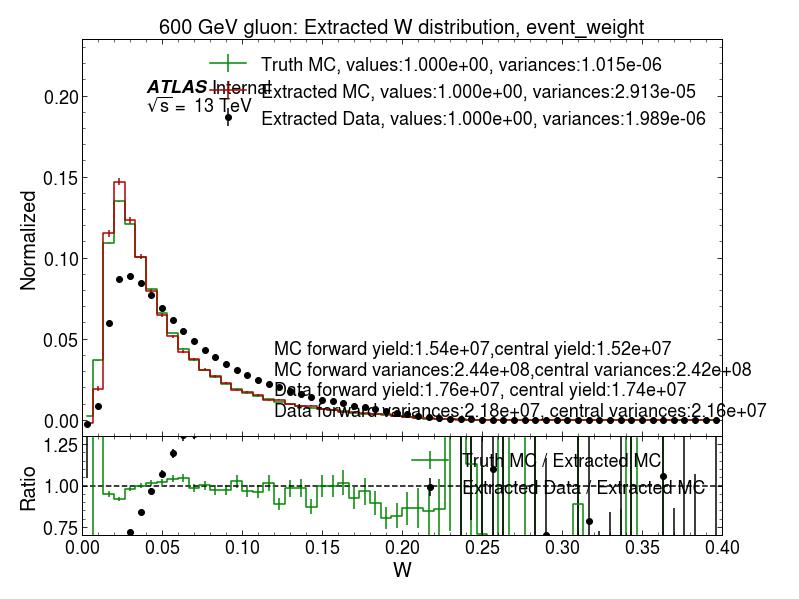 600 GeV gluon: Extracted W distribution, event_weight
Truth MC, values:1.000e+00, variances:1.015e-06
ATLAS Internal
Extracted MC, values:1.000e+00, variances:2.913e-05
√s = 13 TeV
Extracted Data, values:1.000e+00, variances:1.989e-06
Normalized
0.20
0.15
0.10
0.05
0.00
MC forward yield:1.54e+07,central yield:1.52e+07
MC forward variances:2.44e+08,central variances:2.42e+08
Data forward yield:1.76e+07, central yield:1.74e+07
Data forward variances:2.18e+07, central variances:2.16e+07
Ratio
1.25
1.00
0.75
Truth MC / Extracted MC
Extracted Data / Extracted MC
0.00 0.05 0.10 0.15 0.20 0.25 0.30 0.35 0.40
W